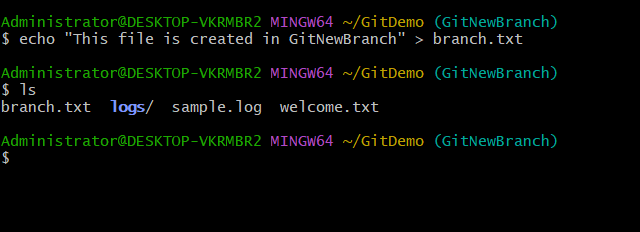 Administrator@DESKTOP-VKRMBR2 MINGW64 ~/GitDemo (GitNewBranch)
$ echo "This file is created in GitNewBranch" > branch.txt
Administrator@DESKTOP-VKRMBR2 MINGW64 ~/GitDemo (GitNewBranch)
$ ls
branch.txt  logs/  sample.log  welcome.txt
Administrator@DESKTOP-VKRMBR2 MINGW64 ~/GitDemo (GitNewBranch)
$